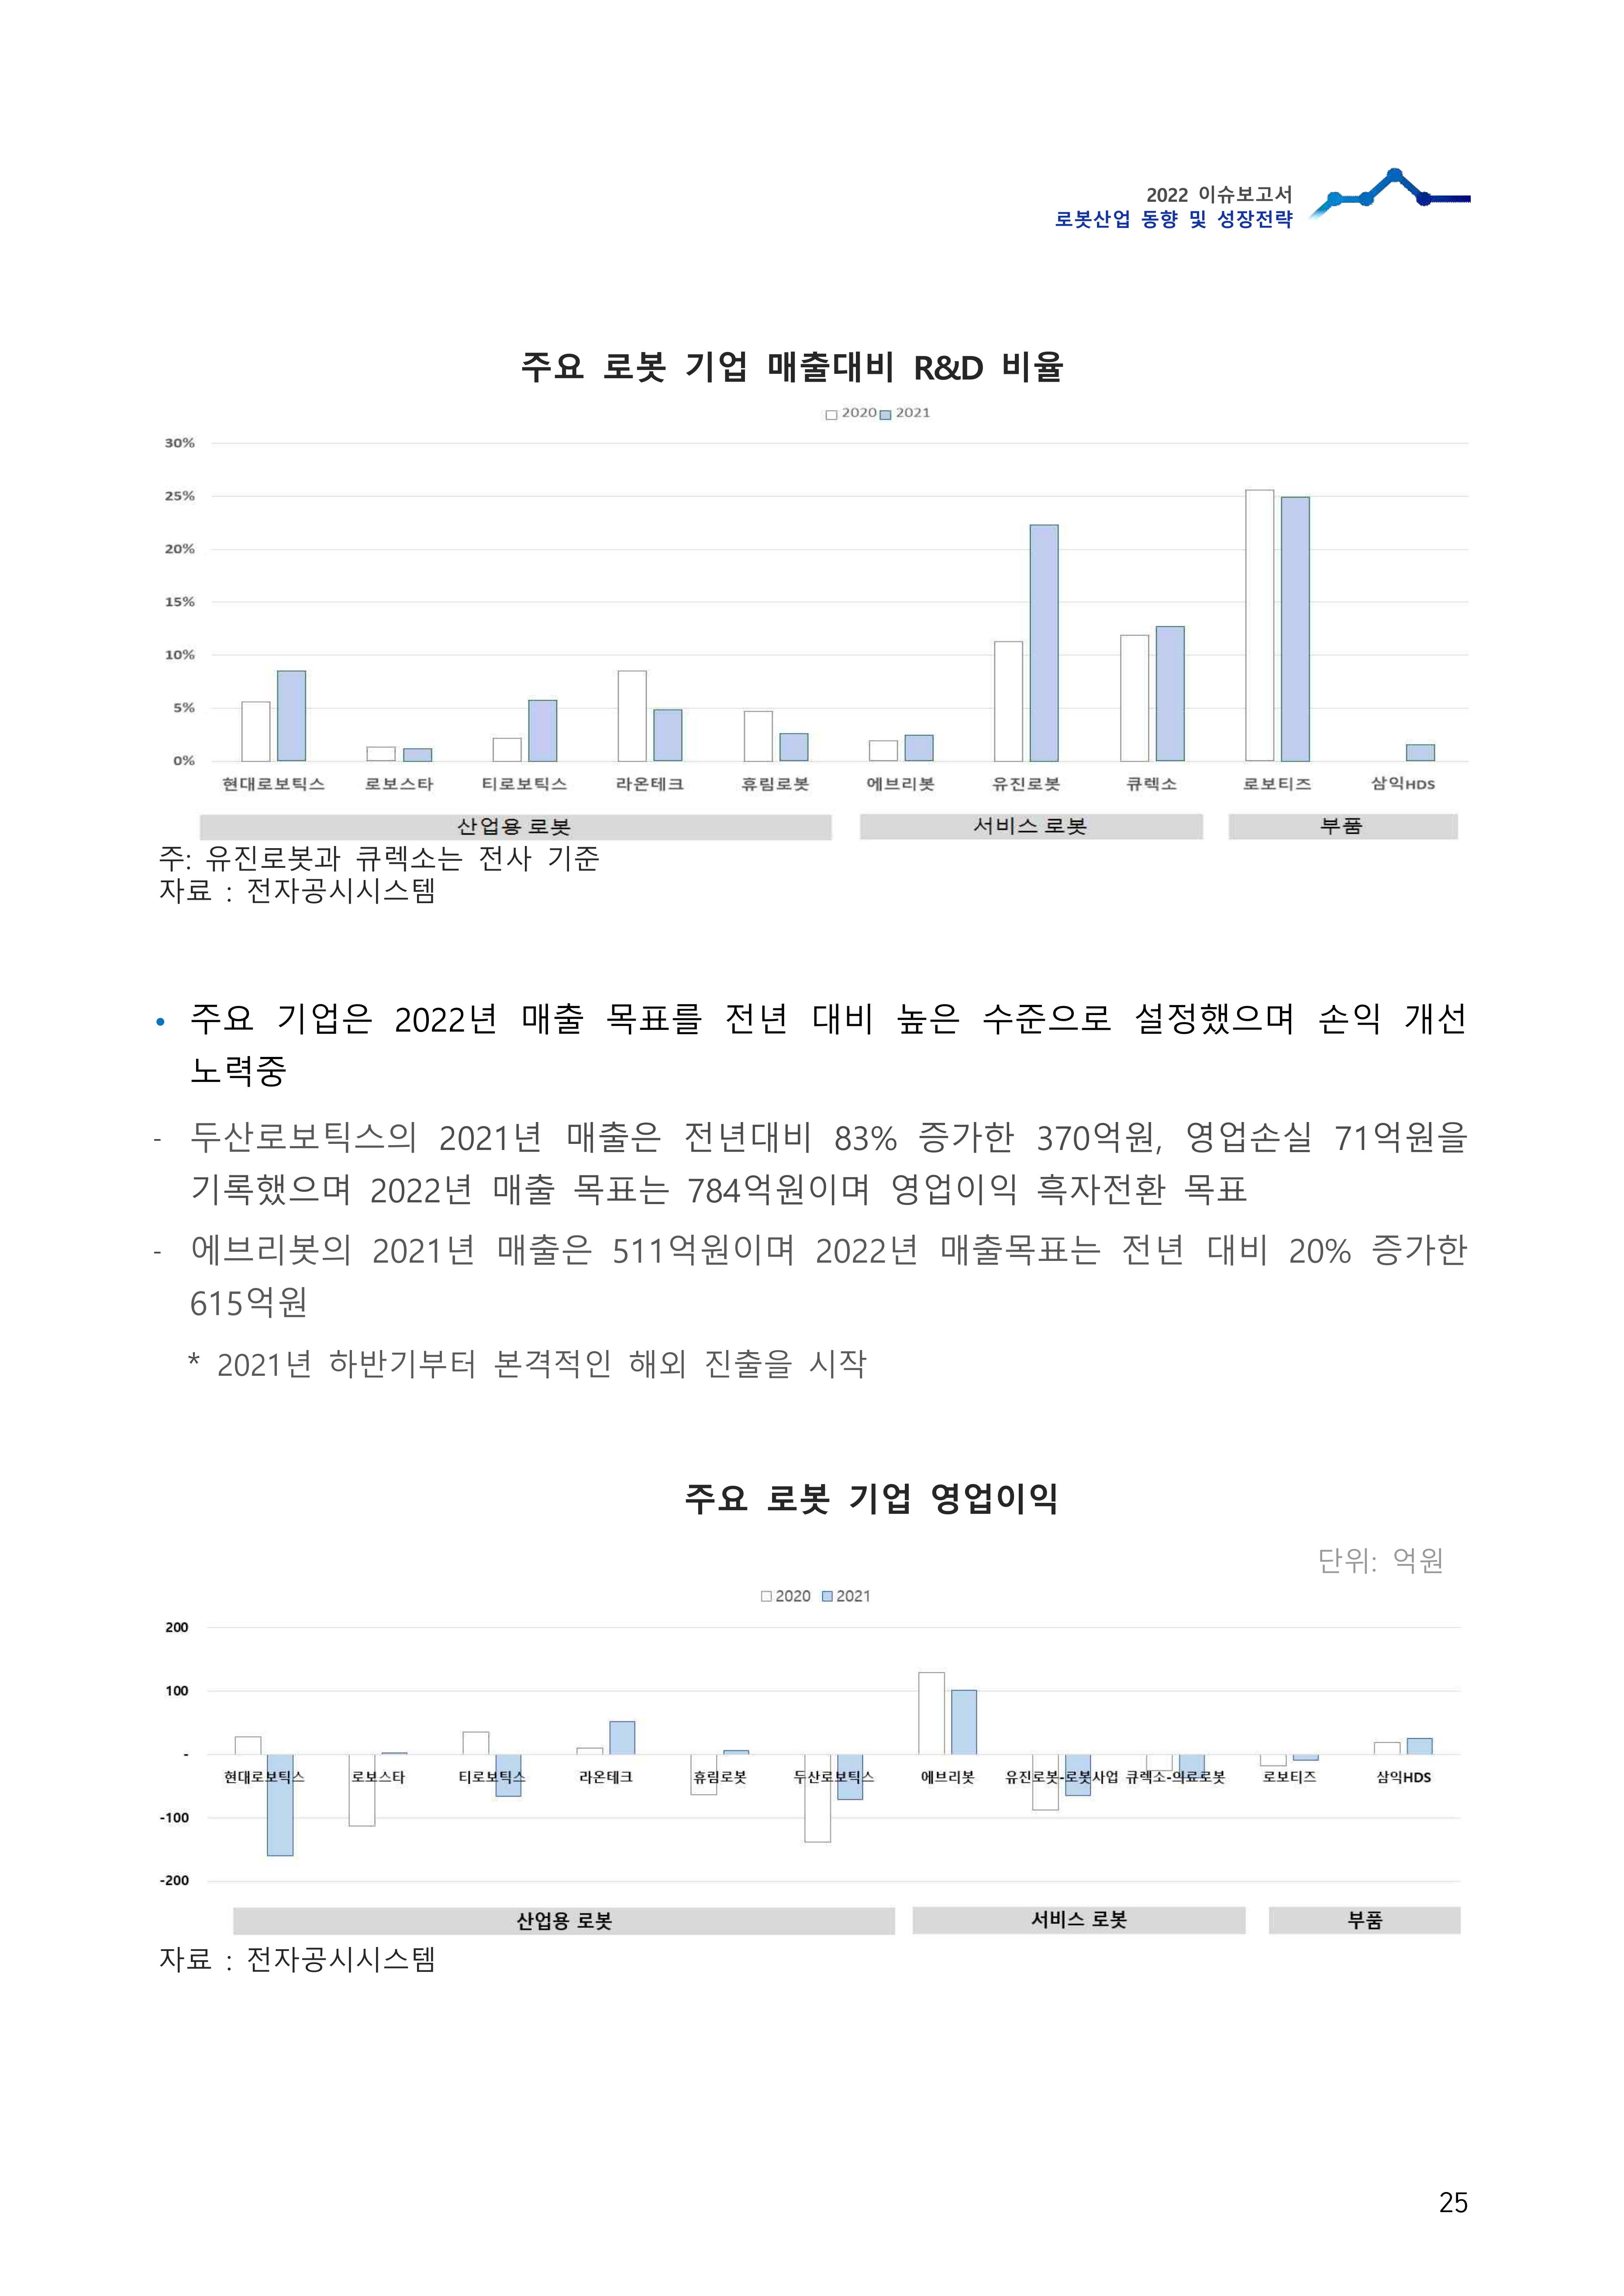 2022 이슈보고서
로봇산업 동향 및 성장전략
주요 로봇 기업 매출대비 R&D 비율
2020 2021
30%
25%
20%
15%
10%
5%
0%
현대로보틱스 로보스타 티로보틱스 라온테크 휴림로봇 에브리봇 유진로봇 큐렉소 로보티즈 삼익HDS
산업용 로봇 서비스 로봇 부품
주: 유진로봇과 큐렉소는 전사 기준
자료 : 전자공시시스템
• 주요 기업은 2022년 매출 목표를 전년 대비 높은 수준으로 설정했으며 손익 개선
노력중
- 두산로보틱스의 2021년 매출은 전년대비 83% 증가한 370억원, 영업손실 71억원을
기록했으며 2022년 매출 목표는 784억원이며 영업이익 흑자전환 목표
- 에브리봇의 2021년 매출은 511억원이며 2022년 매출목표는 전년 대비 20% 증가한
615억원
* 2021년 하반기부터 본격적인 해외 진출을 시작
주요 로봇 기업 영업이익
단위: 억원
2020 2021
200
100
-
현대로보틱스 로보스타 티로보틱스 라온테크 휴림로봇 두산로보틱스 에브리봇 유진로봇-로봇사업 큐렉소-의료로봇 로보티즈 삼익HDS
-100
-200
산업용 로봇 서비스 로봇 부품
자료 : 전자공시시스템
25